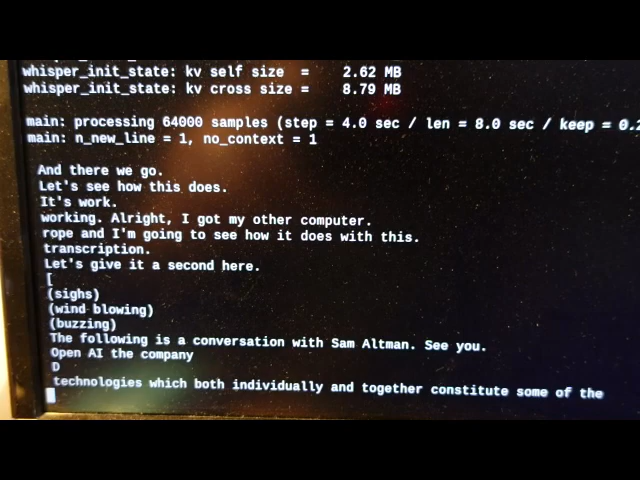 whisper_init_state: kv self size  =    2.62 MB
whisper_init_state: kv cross size =    8.79 MB
main: processing 64000 samples (step = 4.0 sec / len = 8.0 sec / keep = 0.2
main: n_new_line = 1, no_context = 1
And there we go.
Let's see how this does.
It's work.
working. Alright, I got my other computer.
rope and I'm going to see how it does with this.
transcription.
Let's give it a second here.
[
(sighs)
(wind blowing)
(buzzing)
The following is a conversation with Sam Altman. See you.
Open AI the company
D
technologies which both individually and together constitute some of the